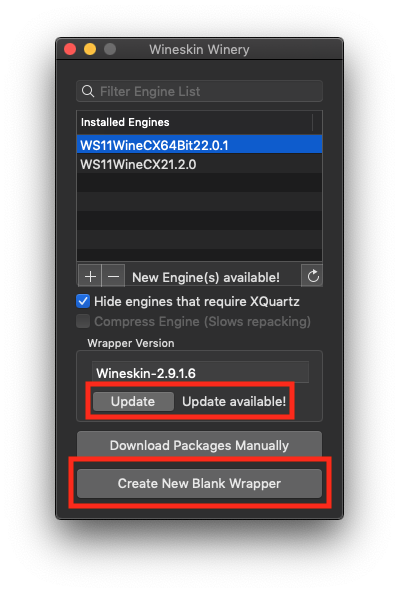 Wineskin Winery
Filter Engine List
Installed Engines
WS11WineCX64Bit22.0.1
WS11WineCX21.2.0
New Engine(s) available!
Hide engines that require XQuartz
Compress Engine (Slows repacking)
Wrapper Version
Wineskin-2.9.1.6
Update Update available!
Download Packages Manually
Create New Blank Wrapper